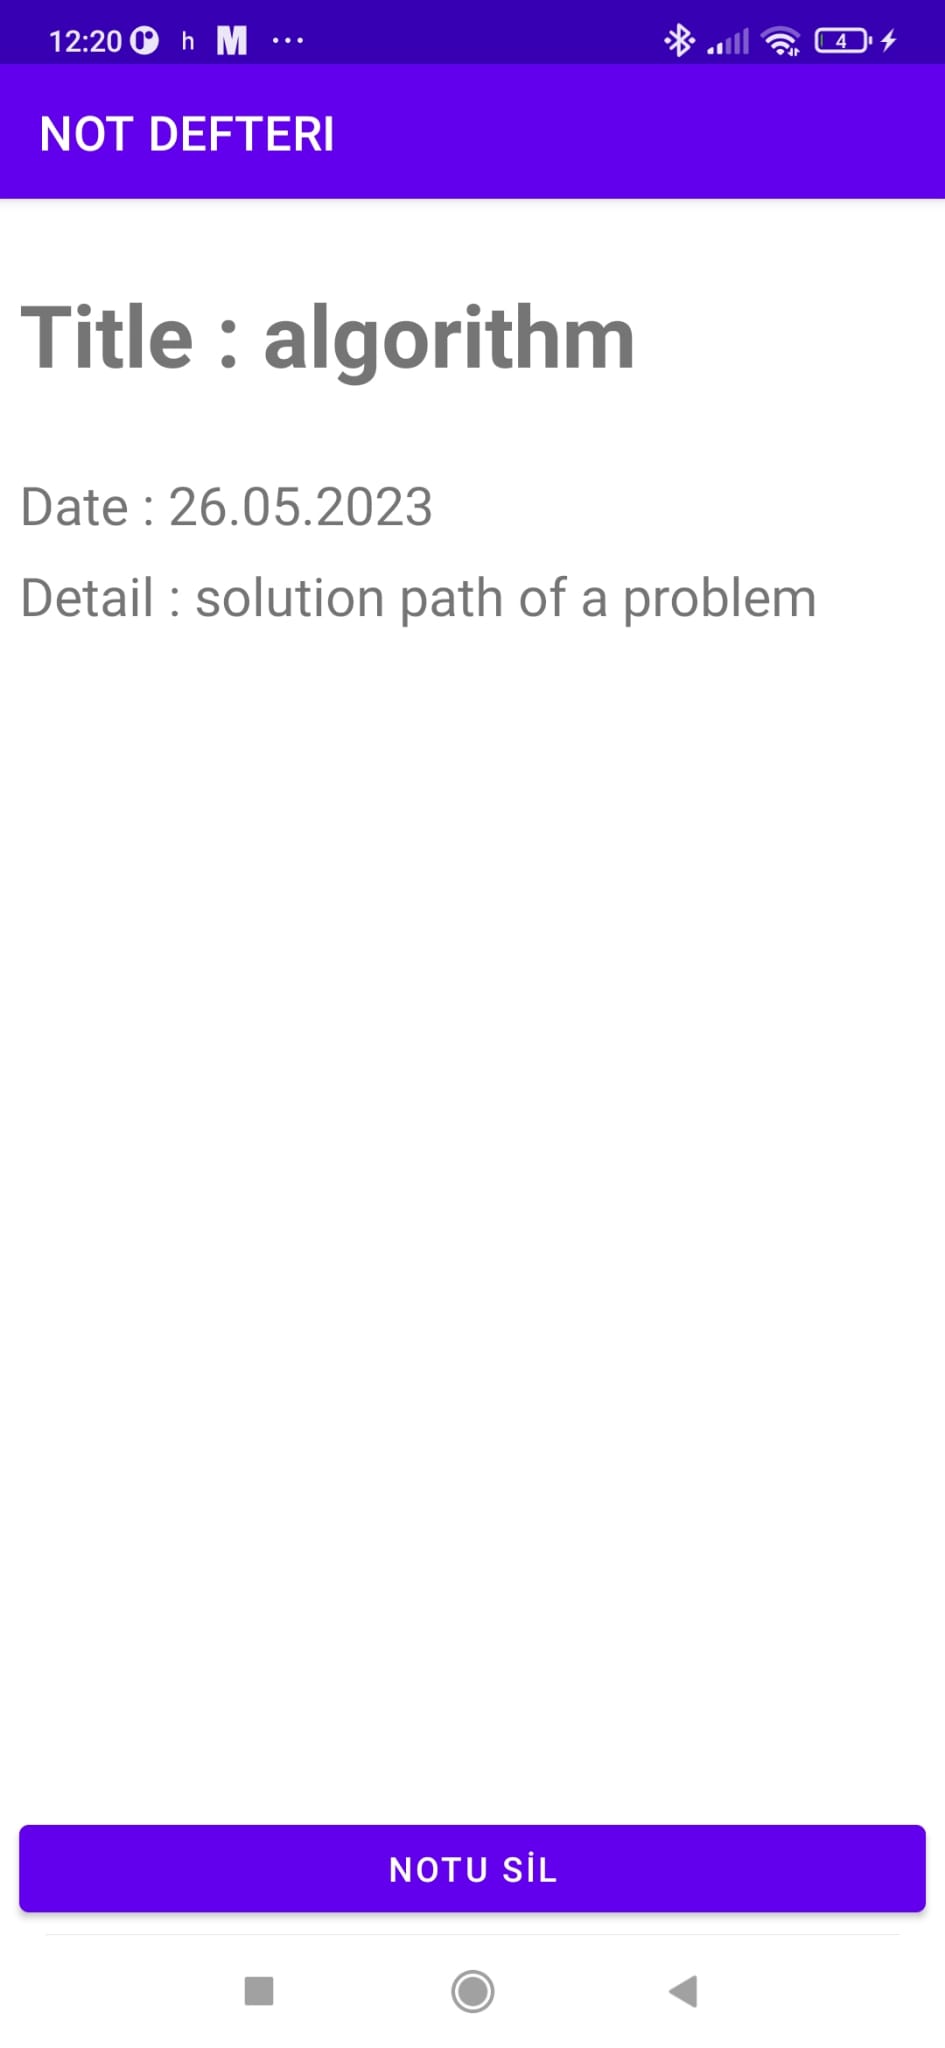 12:20 h M ... 4
NOT DEFTERI
Title : algorithm
Date : 26.05.2023
Detail : solution path of a problem
NOTU SİL